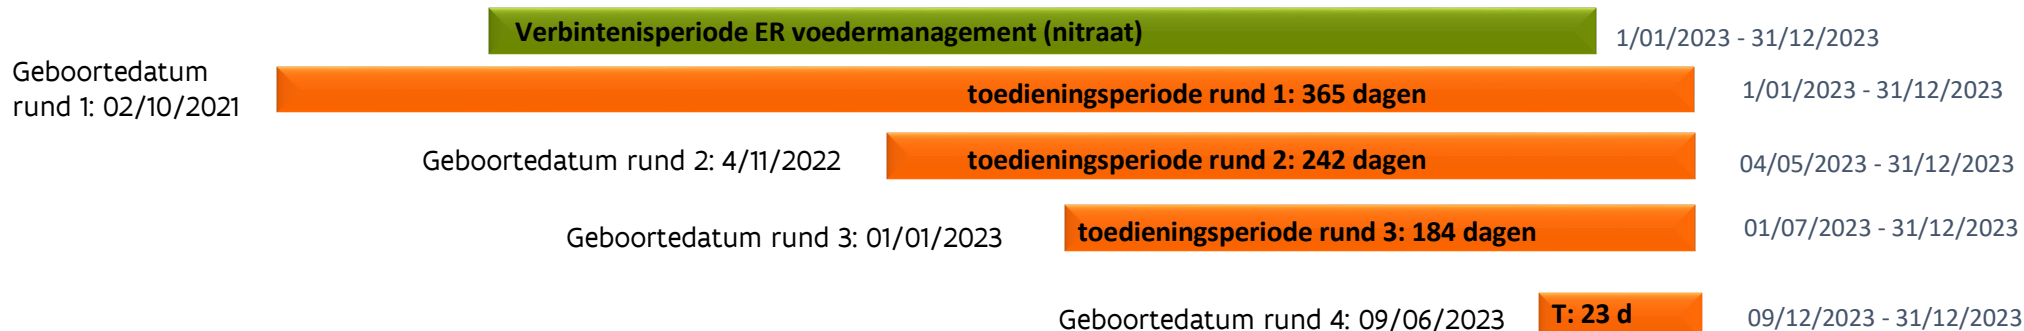 Verbintenisperiode ER voedermanagement (nitraat)
1/01/2023 - 31/12/2023
Geboortedatum
rund 1: 02/10/2021
toedieningsperiode rund 1: 365 dagen
1/01/2023 - 31/12/2023
Geboortedatum rund 2: 4/11/2022
toedieningsperiode rund 2: 242 dagen
04/05/2023 - 31/12/2023
Geboortedatum rund 3: 01/01/2023
toedieningsperiode rund 3: 184 dagen
01/07/2023 - 31/12/2023
Geboortedatum rund 4: 09/06/2023
T: 23 d
09/12/2023 - 31/12/2023